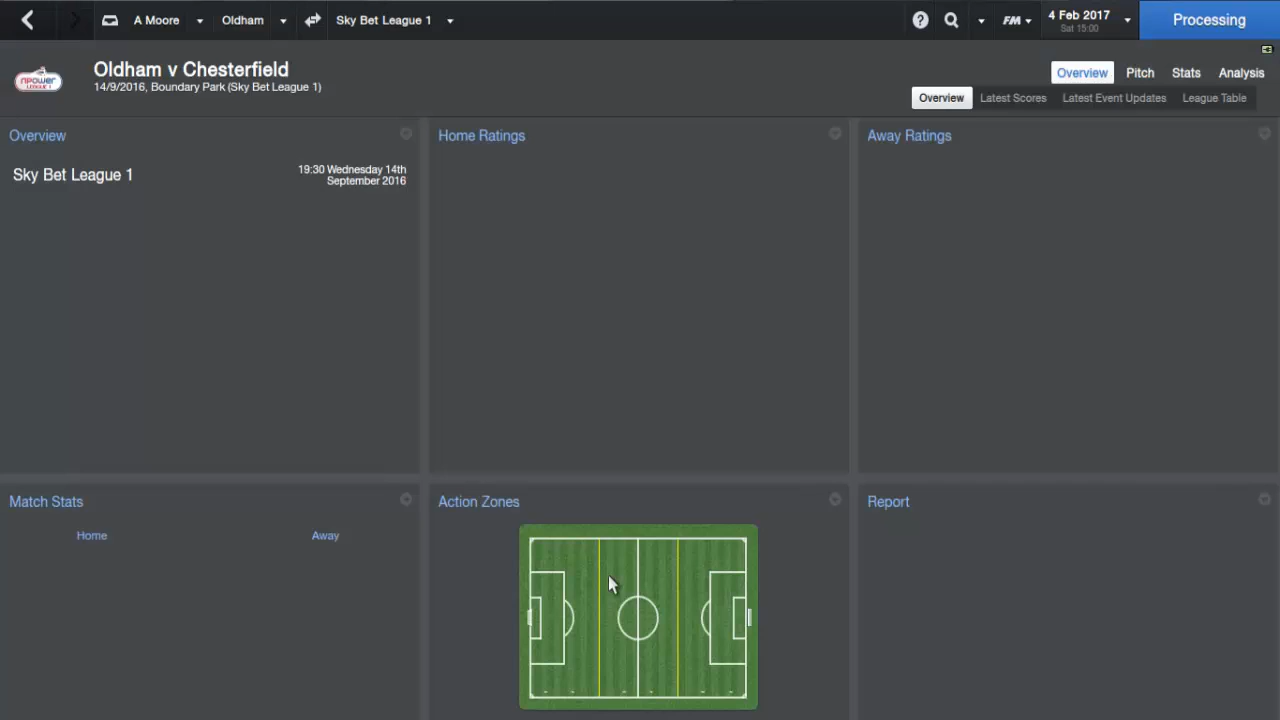 A Moore
Oldham
Sky Bet League 1
?
FM
4 Feb 2017
Sat 15:00
Processing
npower
LEAGUE 1
Oldham v Chesterfield
14/9/2016, Boundary Park (Sky Bet League 1)
Overview Pitch Stats Analysis
Overview Latest Scores Latest Event Updates League Table
Overview
Sky Bet League 1
19:30 Wednesday 14th
September 2016
Home Ratings
Away Ratings
Match Stats
Home Away
Action Zones
Report